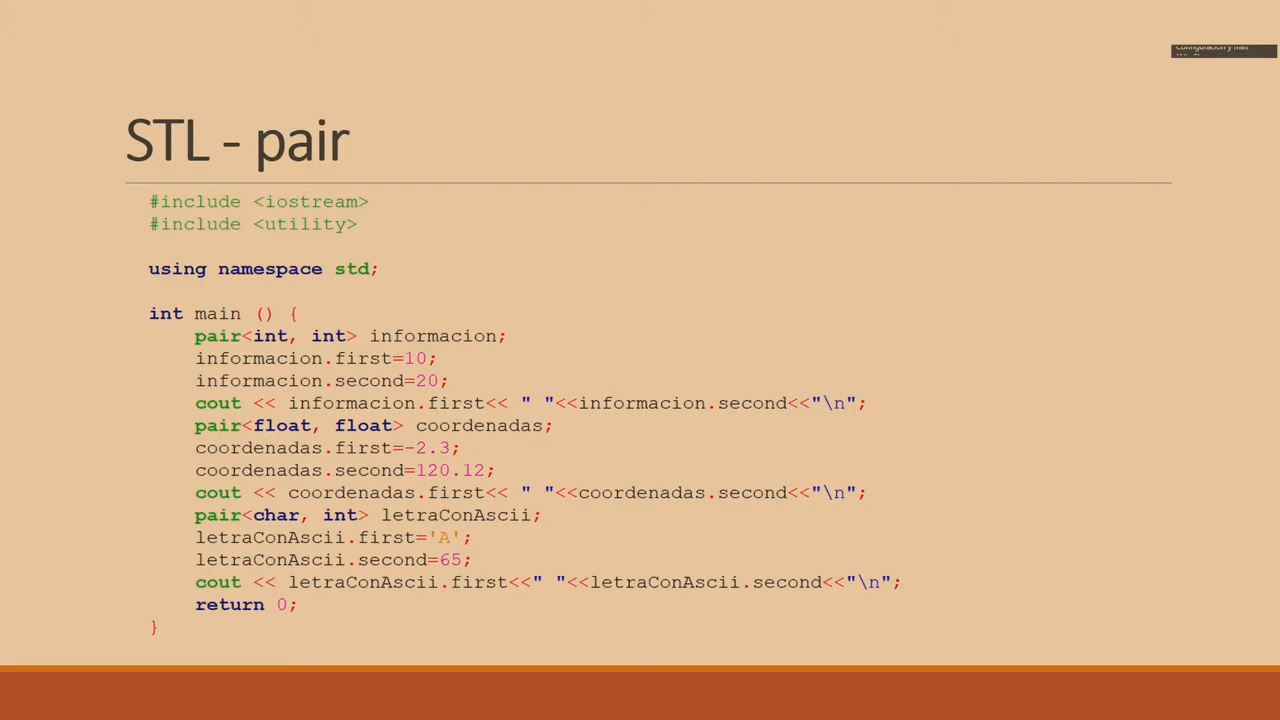 Configuración y más
STL - pair
#include <iostream>
#include <utility>
using namespace std;
int main () {
pair<int, int> informacion;
informacion.first=10;
informacion.second=20;
cout << informacion.first<< " "<<informacion.second<<"\n";
pair<float, float> coordenadas;
coordenadas.first=-2.3;
coordenadas.second=120.12;
cout << coordenadas.first<< " "<<coordenadas.second<<"\n";
pair<char, int> letraConAscii;
letraConAscii.first='A';
letraConAscii.second=65;
cout << letraConAscii.first<<" "<<letraConAscii.second<<"\n";
return 0;
}